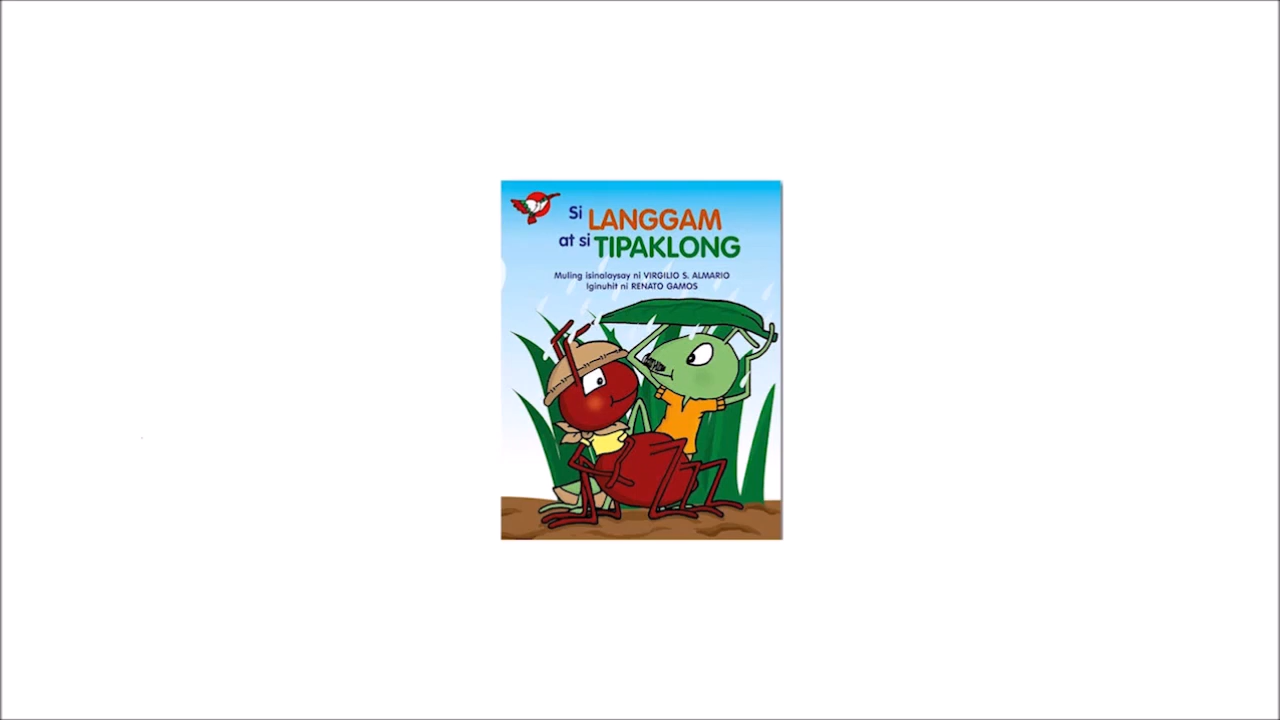 Si LANGGAM
at si TIPAKLONG
Muling isinalaysay ni VIRGILIO S. ALMARIO
Iginuhit ni RENATO GAMOS